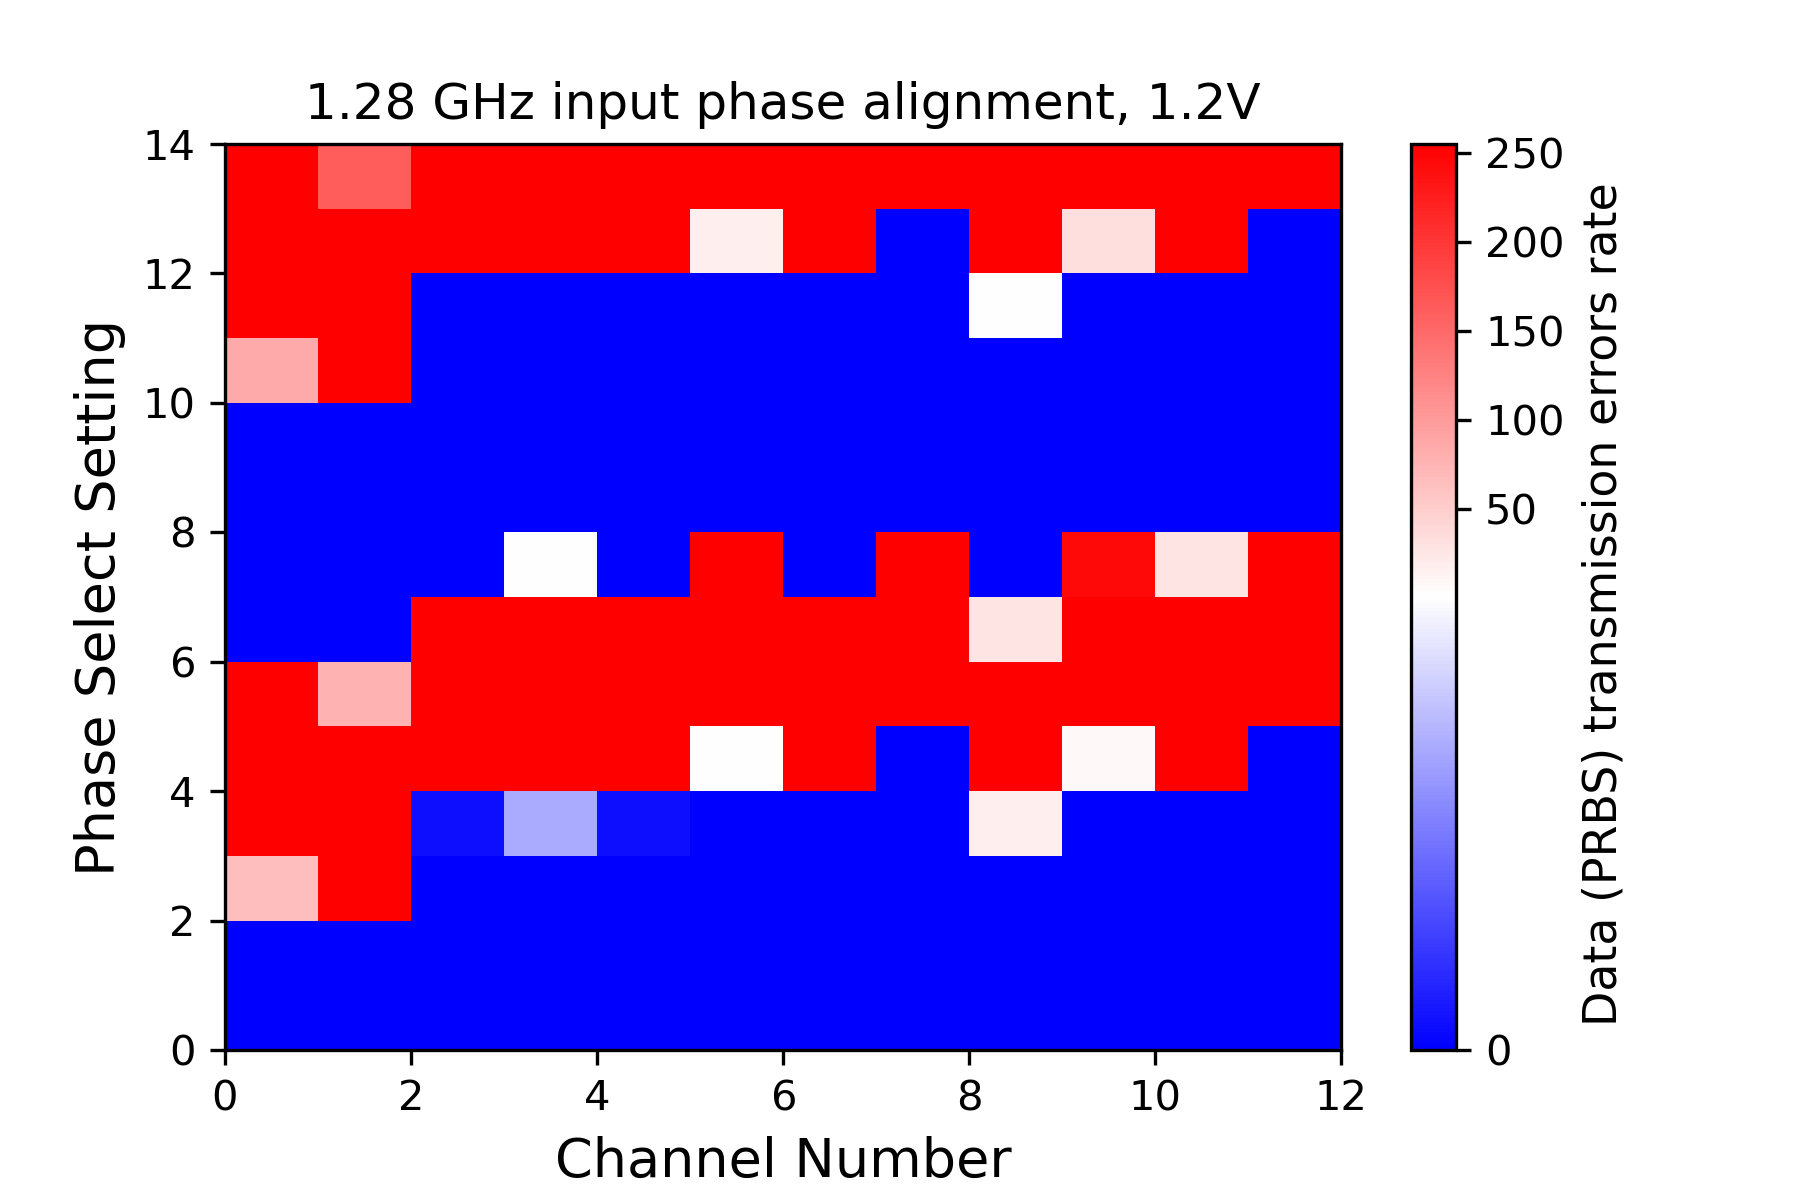 1.28 GHz input phase alignment, 1.2V
14
12
10
8
6
4
2
0
Phase Select Setting
0 2 4 6 8 10 12
Channel Number
250
200
150
100
50
0
Data (PRBS) transmission errors rate